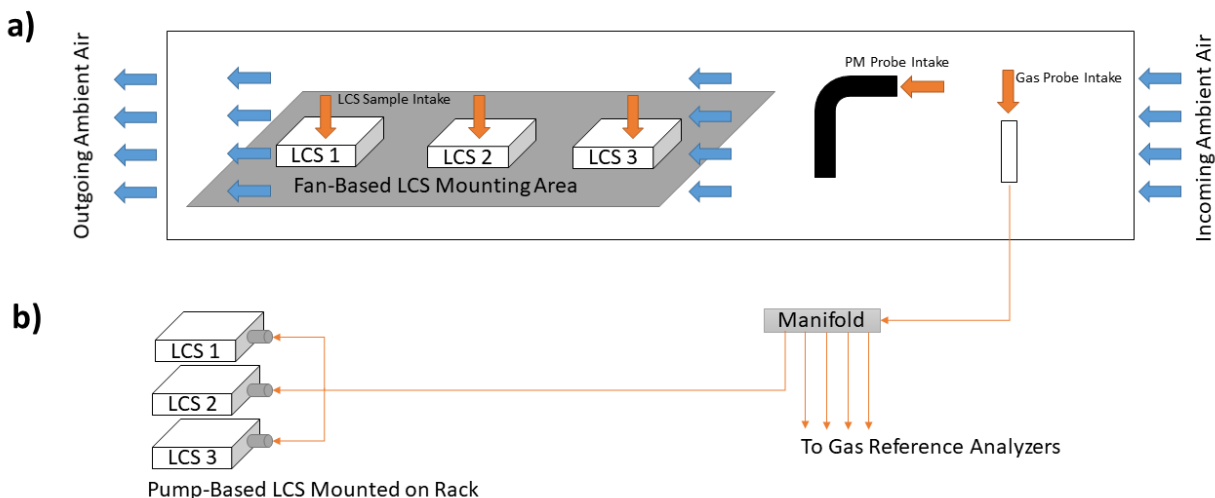 a)
Outgoing Ambient Air
LCS Sample Intake
LCS 1
LCS 2
LCS 3
Fan-Based LCS Mounting Area
PM Probe Intake
Gas Probe Intake
Incoming Ambient Air
b)
LCS 1
LCS 2
LCS 3
Pump-Based LCS Mounted on Rack
Manifold
To Gas Reference Analyzers